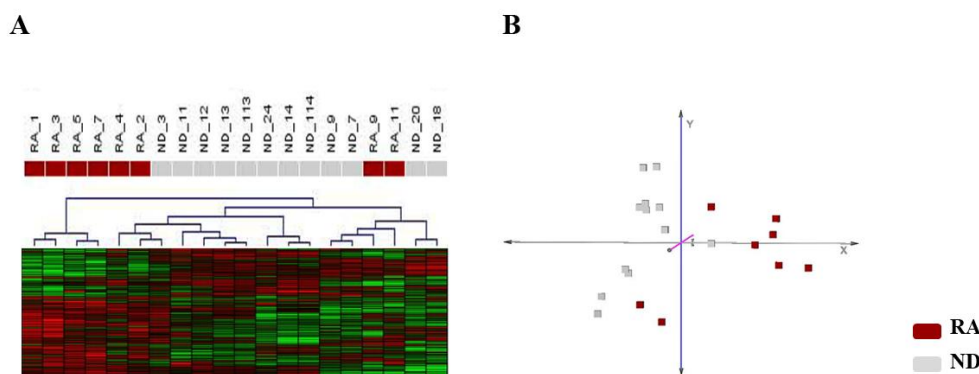 A
B
RA_1 RA_3 RA_5 RA_7 RA_4 RA_2 ND_3 ND_11 ND_12 ND_13 ND_113 ND_24 ND_14 ND_114 ND_9 ND_7 RA_9 RA_11 ND_20 ND_18
Y
X
RA
ND